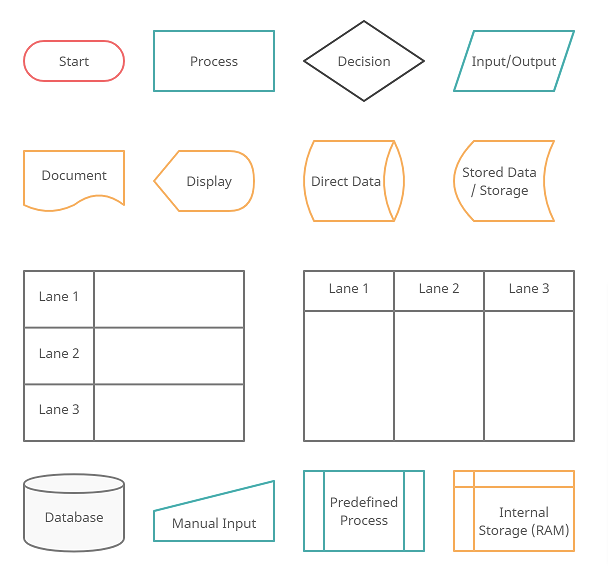 Start
Process
Decision
Input/Output
Document
Display
Direct Data
Stored Data
/ Storage
Lane 1
Lane 2
Lane 3
Lane 1
Lane 2
Lane 3
Database
Manual Input
Predefined
Process
Internal
Storage (RAM)